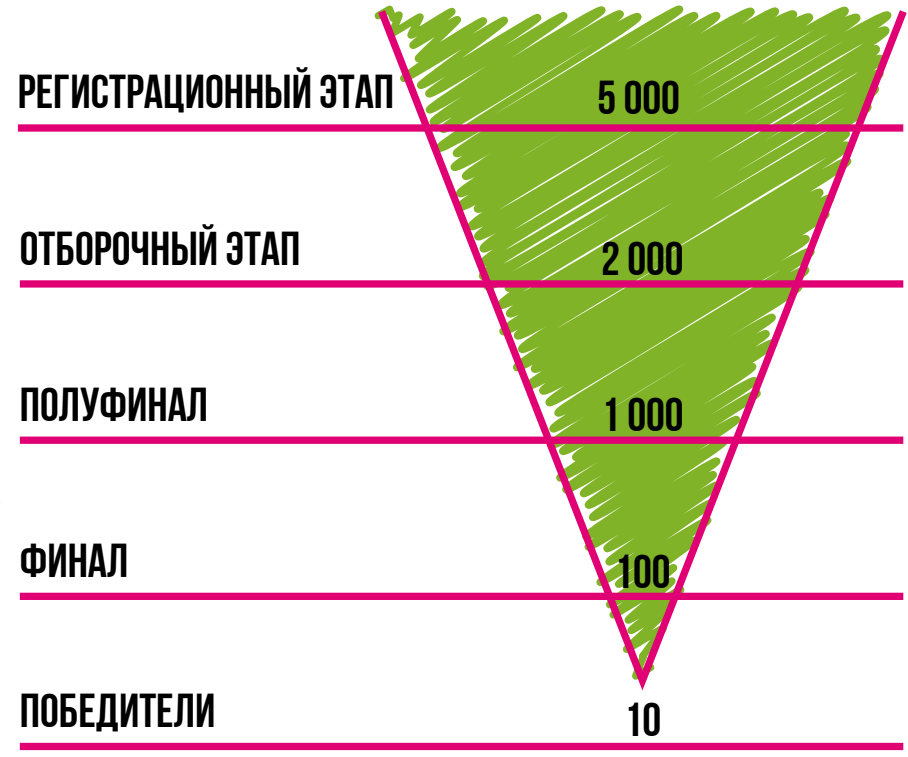 РЕГИСТРАЦИОННЫЙ ЭТАП 5 000
ОТБОРОЧНЫЙ ЭТАП 2 000
ПОЛУФИНАЛ 1 000
ФИНАЛ 100
ПОБЕДИТЕЛИ 10